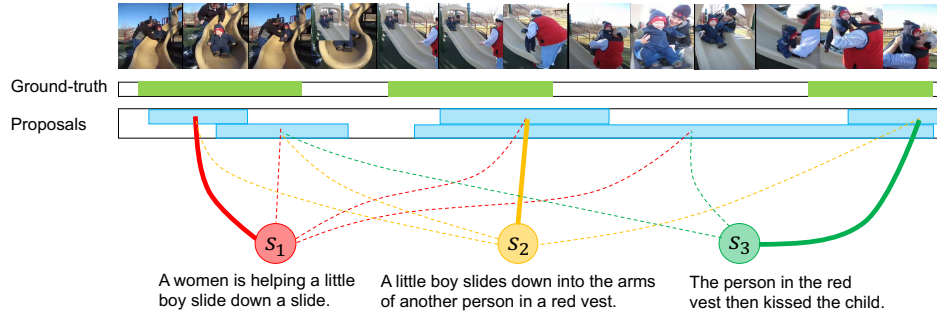 Ground-truth
Proposals
S₁
S₂
S₃
A women is helping a little
boy slide down a slide.
A little boy slides down into the arms
of another person in a red vest.
The person in the red
vest then kissed the child.